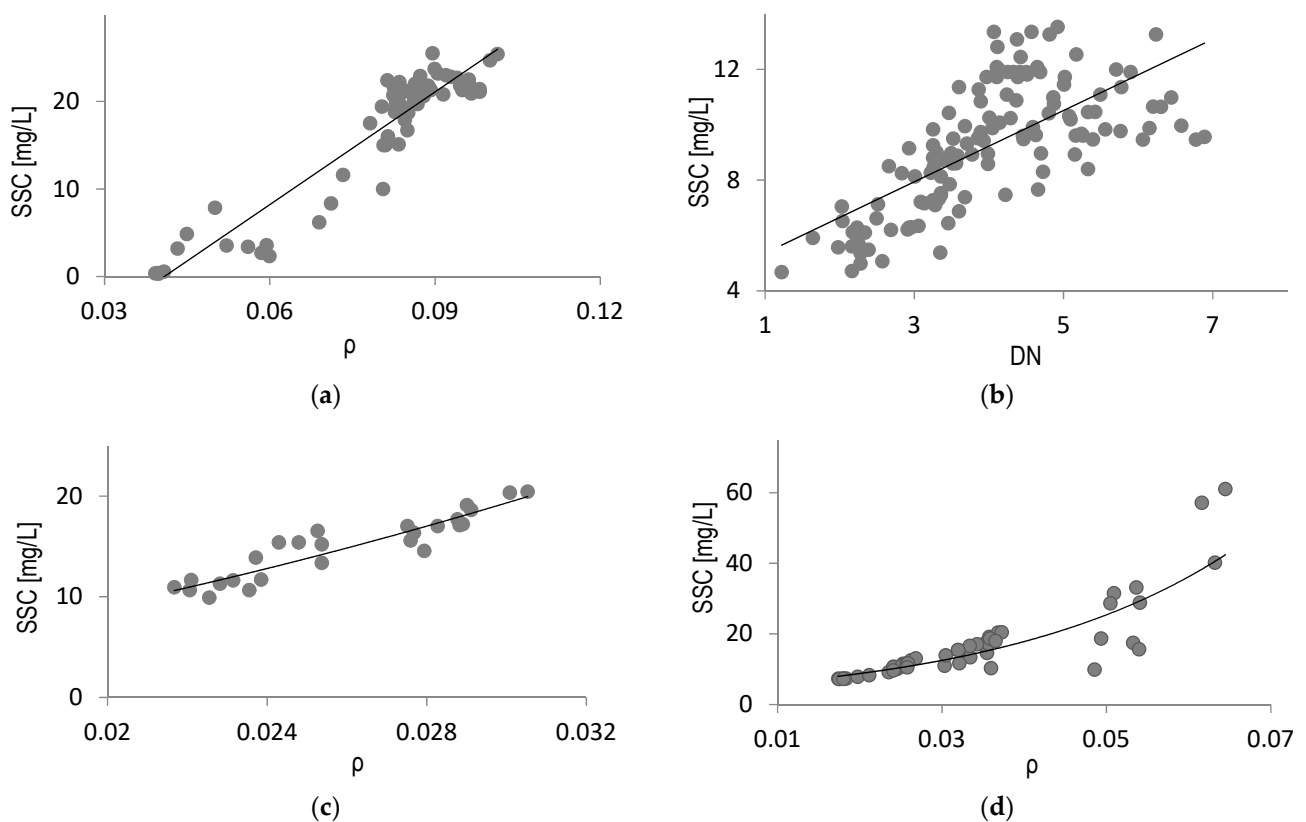 SSC [mg/L]
20
10
0
0.03 0.06 0.09 0.12
ρ
(a)
SSC [mg/L]
12
8
4
1 3 5 7
DN
(b)
SSC [mg/L]
20
10
0
0.02 0.024 0.028 0.032
ρ
(c)
SSC [mg/L]
60
40
20
0
0.01 0.03 0.05 0.07
ρ
(d)